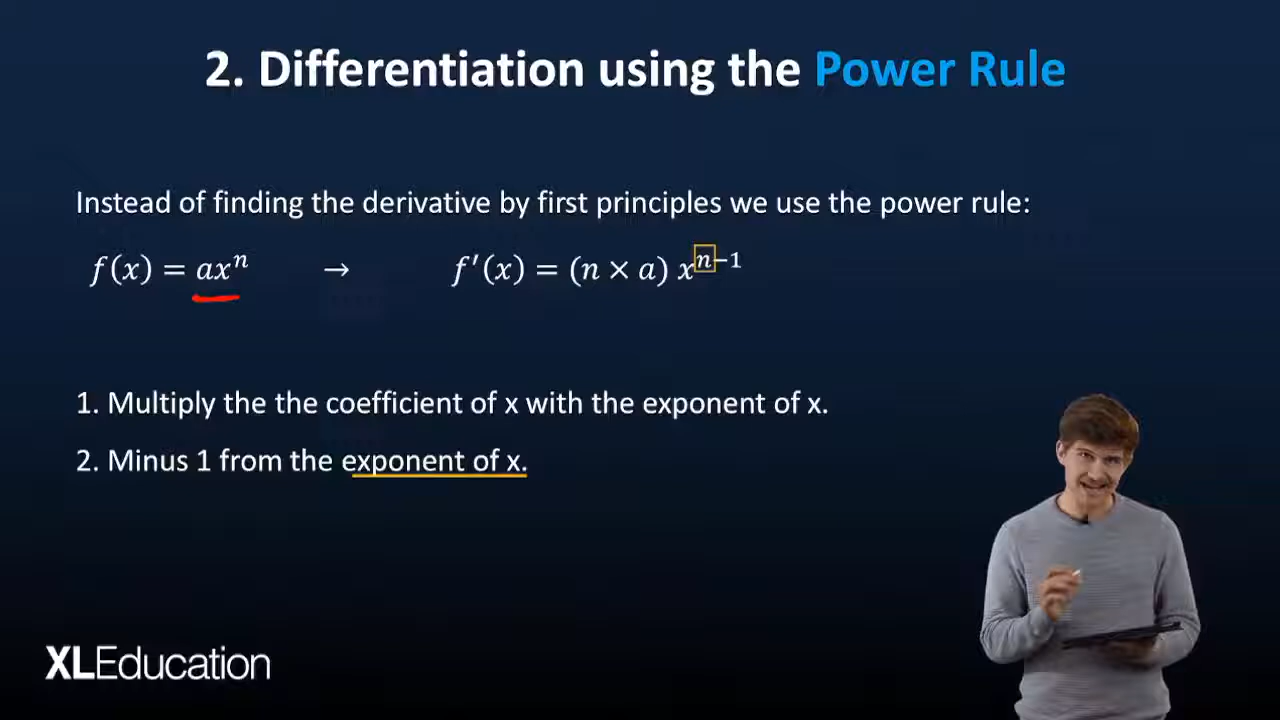 2. Differentiation using the Power Rule
Instead of finding the derivative by first principles we use the power rule:
f(x) = axⁿ → f′(x) = (n × a) xⁿ⁻¹
1. Multiply the the coefficient of x with the exponent of x.
2. Minus 1 from the exponent of x.
XLEducation